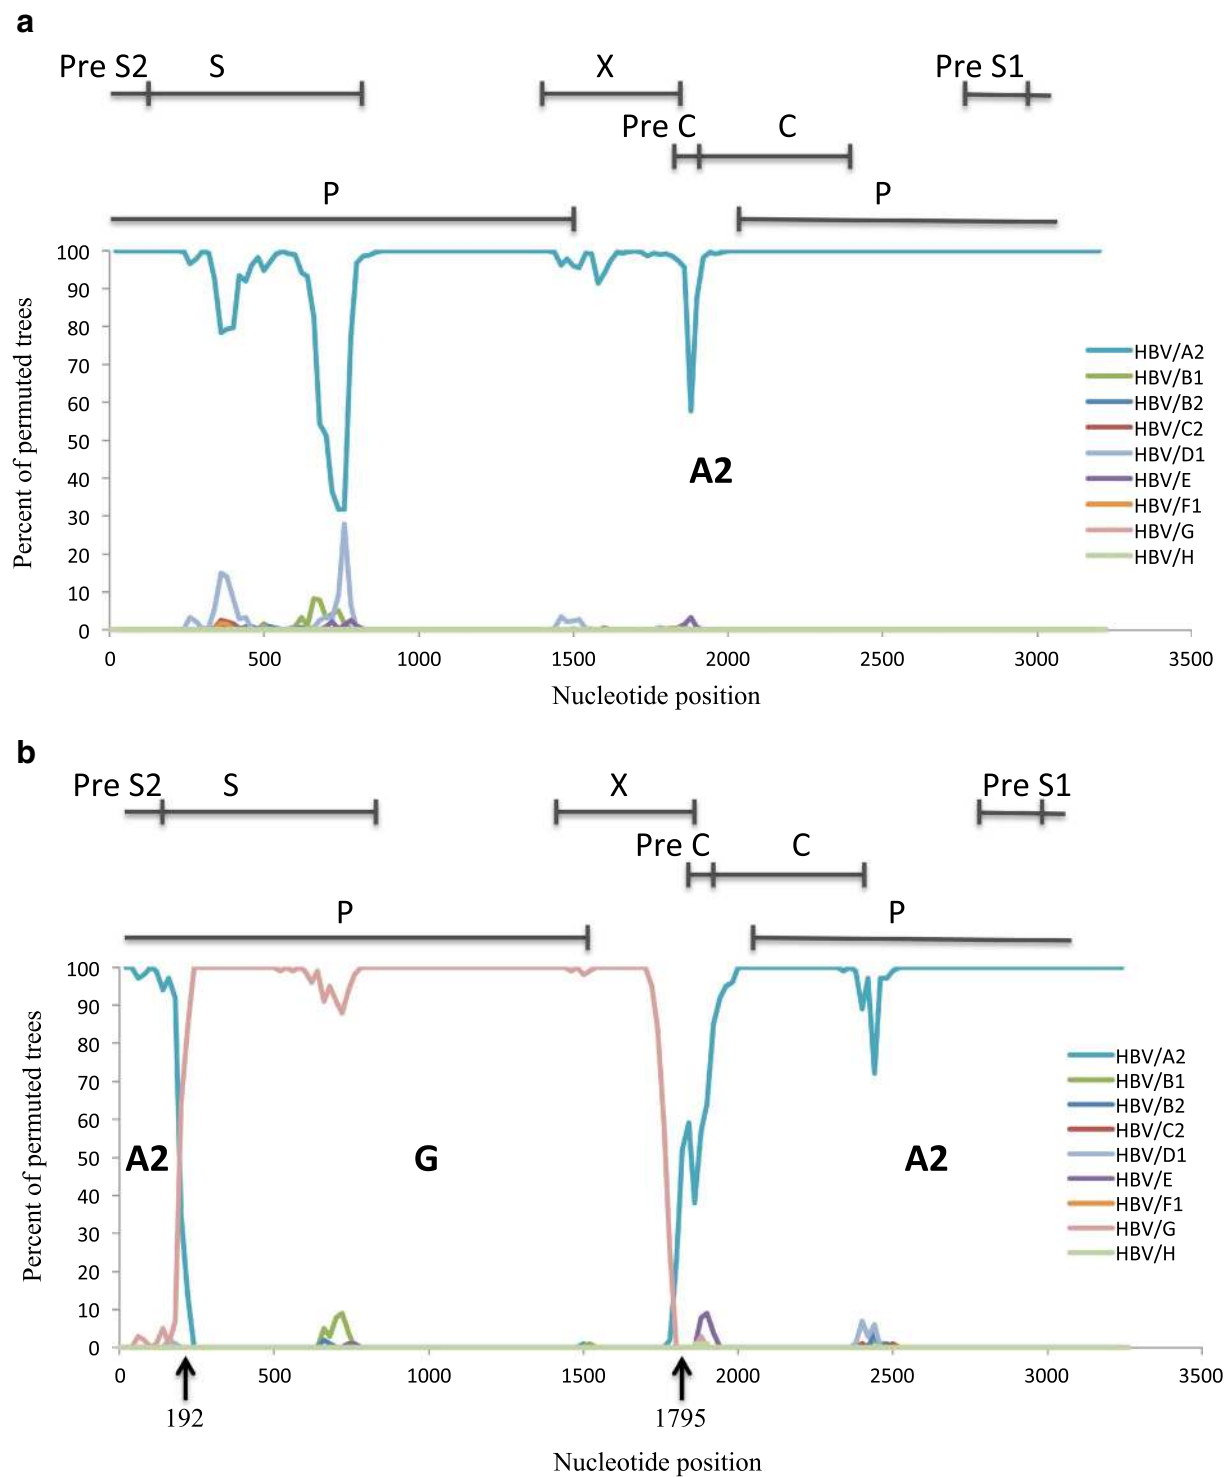 a
Pre S2 S X Pre S1
Pre C C
P P
100
90
80
70
60
50
40
30
20
10
0
Percent of permuted trees
A2
HBV/A2
HBV/B1
HBV/B2
HBV/C2
HBV/D1
HBV/E
HBV/F1
HBV/G
HBV/H
0 500 1000 1500 2000 2500 3000 3500
Nucleotide position
b
Pre S2 S X Pre S1
Pre C C
P P
100
90
80
70
60
50
40
30
20
10
0
Percent of permuted trees
A2 G A2
HBV/A2
HBV/B1
HBV/B2
HBV/C2
HBV/D1
HBV/E
HBV/F1
HBV/G
HBV/H
0 500 1000 1500 2000 2500 3000 3500
192 1795
Nucleotide position